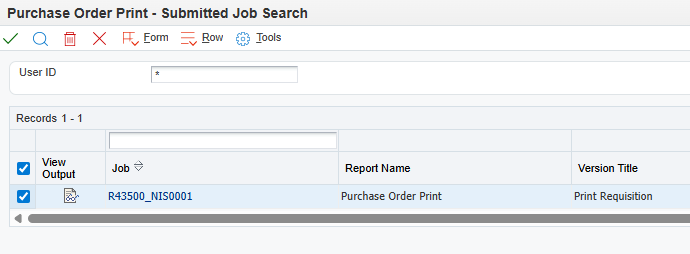 Purchase Order Print - Submitted Job Search
Form Row Tools
User ID *
Records 1 - 1
View Output Job Report Name Version Title
R43500_NIS0001 Purchase Order Print Print Requisition